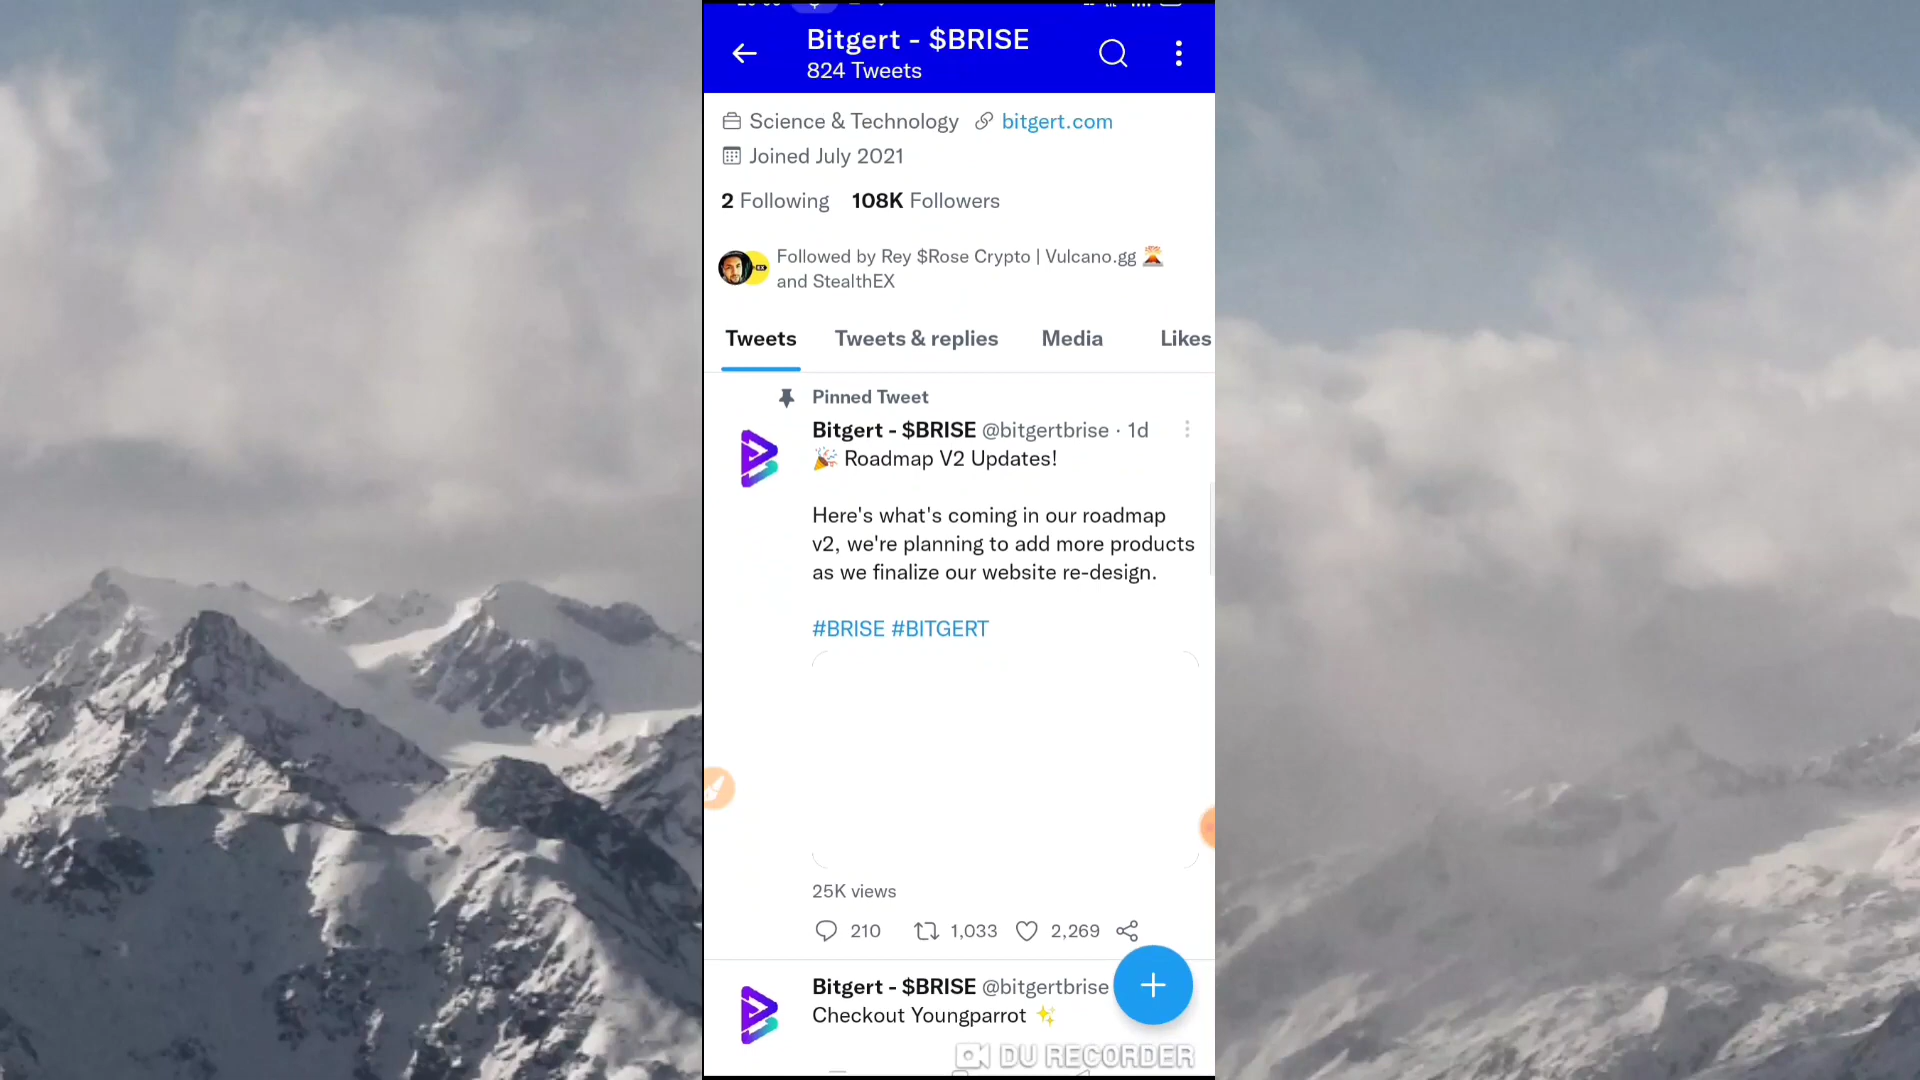 Bitgert - $BRISE
824 Tweets
Science & Technology bitgert.com
Joined July 2021
2 Following 108K Followers
Followed by Rey $Rose Crypto | Vulcano.gg 🌋
and StealthEX
Tweets Tweets & replies Media Likes
Pinned Tweet
Bitgert - $BRISE @bitgertbrise · 1d
🎉 Roadmap V2 Updates!
Here's what's coming in our roadmap
v2, we're planning to add more products
as we finalize our website re-design.
#BRISE #BITGERT
25K views
210 1,033 2,269
Bitgert - $BRISE @bitgertbrise
Checkout Youngparrot ✨
DU RECORDER